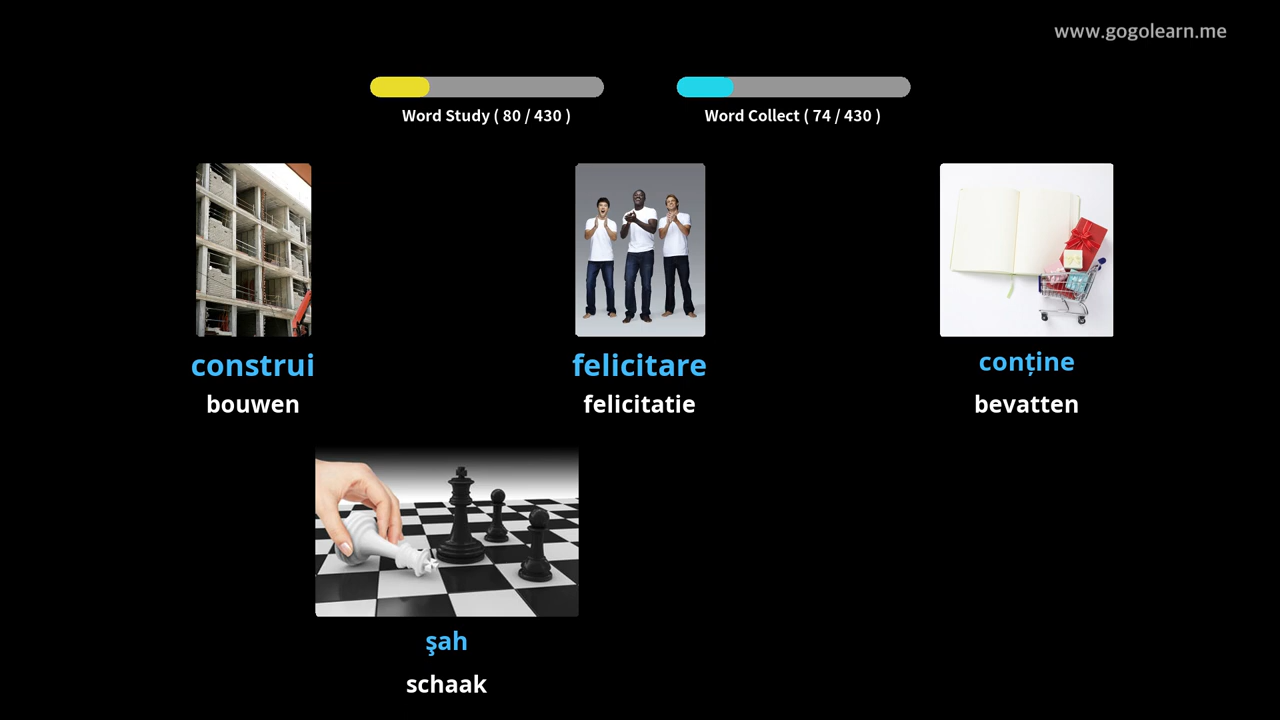 www.gogolearn.me
Word Study ( 80 / 430 )
Word Collect ( 74 / 430 )
construi
felicitare
conține
bouwen
felicitatie
bevatten
şah
schaak